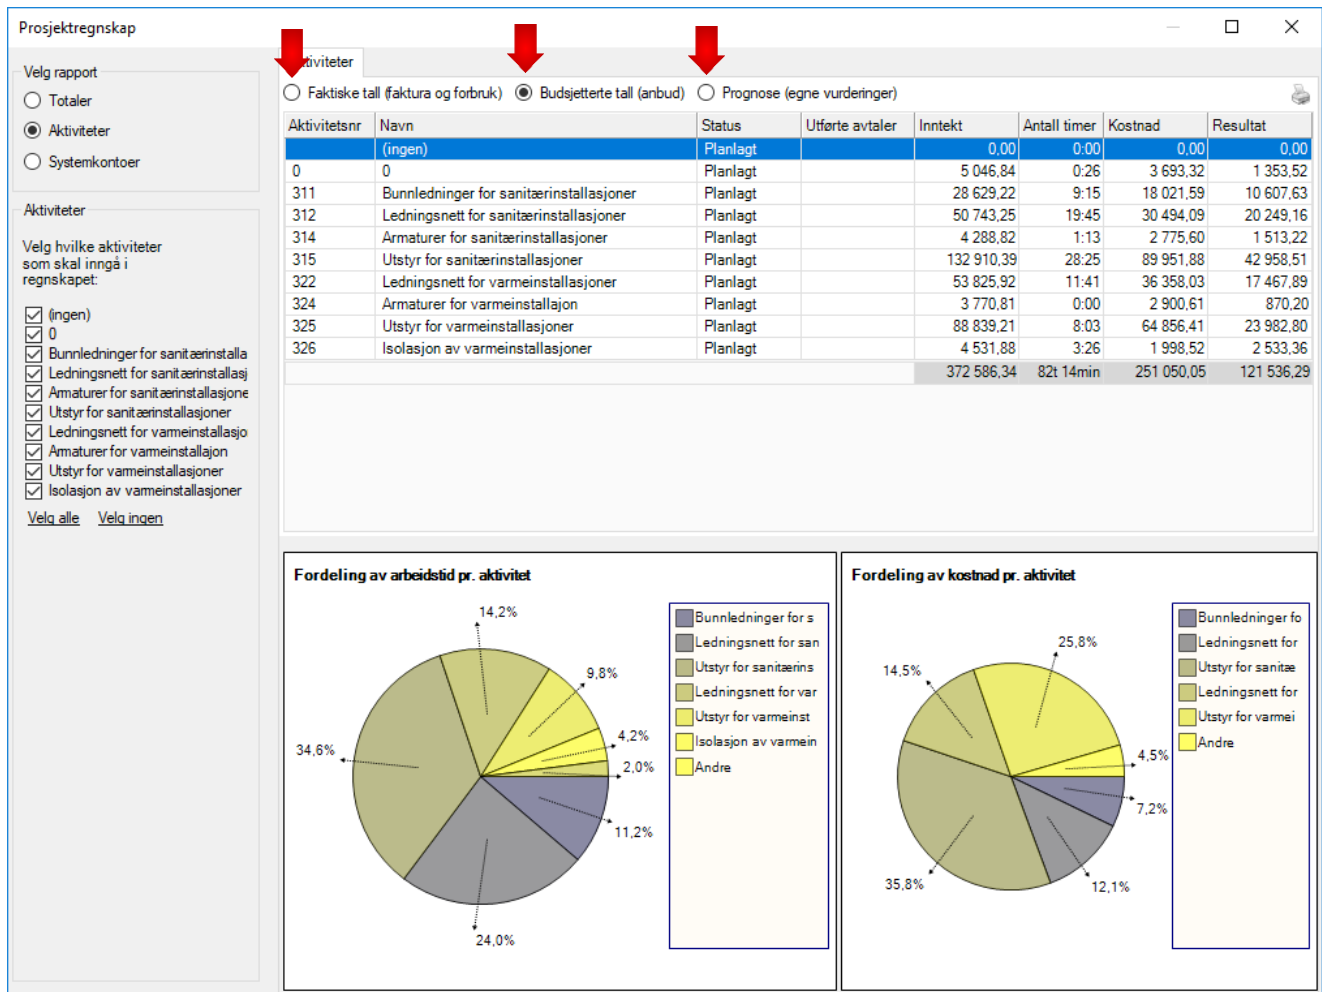 Prosjektregnskap
Velg rapport
Totaler
Aktiviteter
Systemkontoer
Aktiviteter
Velg hvilke aktiviteter
som skal inngå i
regnskapet:
(ingen)
0
Bunnledninger for sanitærinstalla
Ledningsnett for sanitærinstallasj
Armaturer for sanitærinstallasjone
Utstyr for sanitærinstallasjoner
Ledningsnett for varmeinstallasjo
Armaturer for varmeinstallajon
Utstyr for varmeinstallasjoner
Isolasjon av varmeinstallasjoner
Velg alle Velg ingen
tiviteter
Faktiske tall (faktura og forbruk) Budsjetterte tall (anbud) Prognose (egne vurderinger)
Aktivitetsnr Navn Status Utførte avtaler Inntekt Antall timer Kostnad Resultat
(ingen) Planlagt 0,00 0:00 0,00 0,00
0 0 Planlagt 5 046,84 0:26 3 693,32 1 353,52
311 Bunnledninger for sanitærinstallasjoner Planlagt 28 629,22 9:15 18 021,59 10 607,63
312 Ledningsnett for sanitærinstallasjoner Planlagt 50 743,25 19:45 30 494,09 20 249,16
314 Armaturer for sanitærinstallasjoner Planlagt 4 288,82 1:13 2 775,60 1 513,22
315 Utstyr for sanitærinstallasjoner Planlagt 132 910,39 28:25 89 951,88 42 958,51
322 Ledningsnett for varmeinstallasjoner Planlagt 53 825,92 11:41 36 358,03 17 467,89
324 Armaturer for varmeinstallajon Planlagt 3 770,81 0:00 2 900,61 870,20
325 Utstyr for varmeinstallasjoner Planlagt 88 839,21 8:03 64 856,41 23 982,80
326 Isolasjon av varmeinstallasjoner Planlagt 4 531,88 3:26 1 998,52 2 533,36
372 586,34 82t 14min 251 050,05 121 536,29
Fordeling av arbeidstid pr. aktivitet
14,2%
9,8%
4,2%
2,0%
11,2%
24,0%
34,6%
Bunnledninger for s
Ledningsnett for san
Utstyr for sanitærins
Ledningsnett for var
Utstyr for varmeinst
Isolasjon av varmein
Andre
Fordeling av kostnad pr. aktivitet
25,8%
14,5%
4,5%
7,2%
12,1%
35,8%
Bunnledninger fo
Ledningsnett for
Utstyr for sanitæ
Ledningsnett for
Utstyr for varmei
Andre